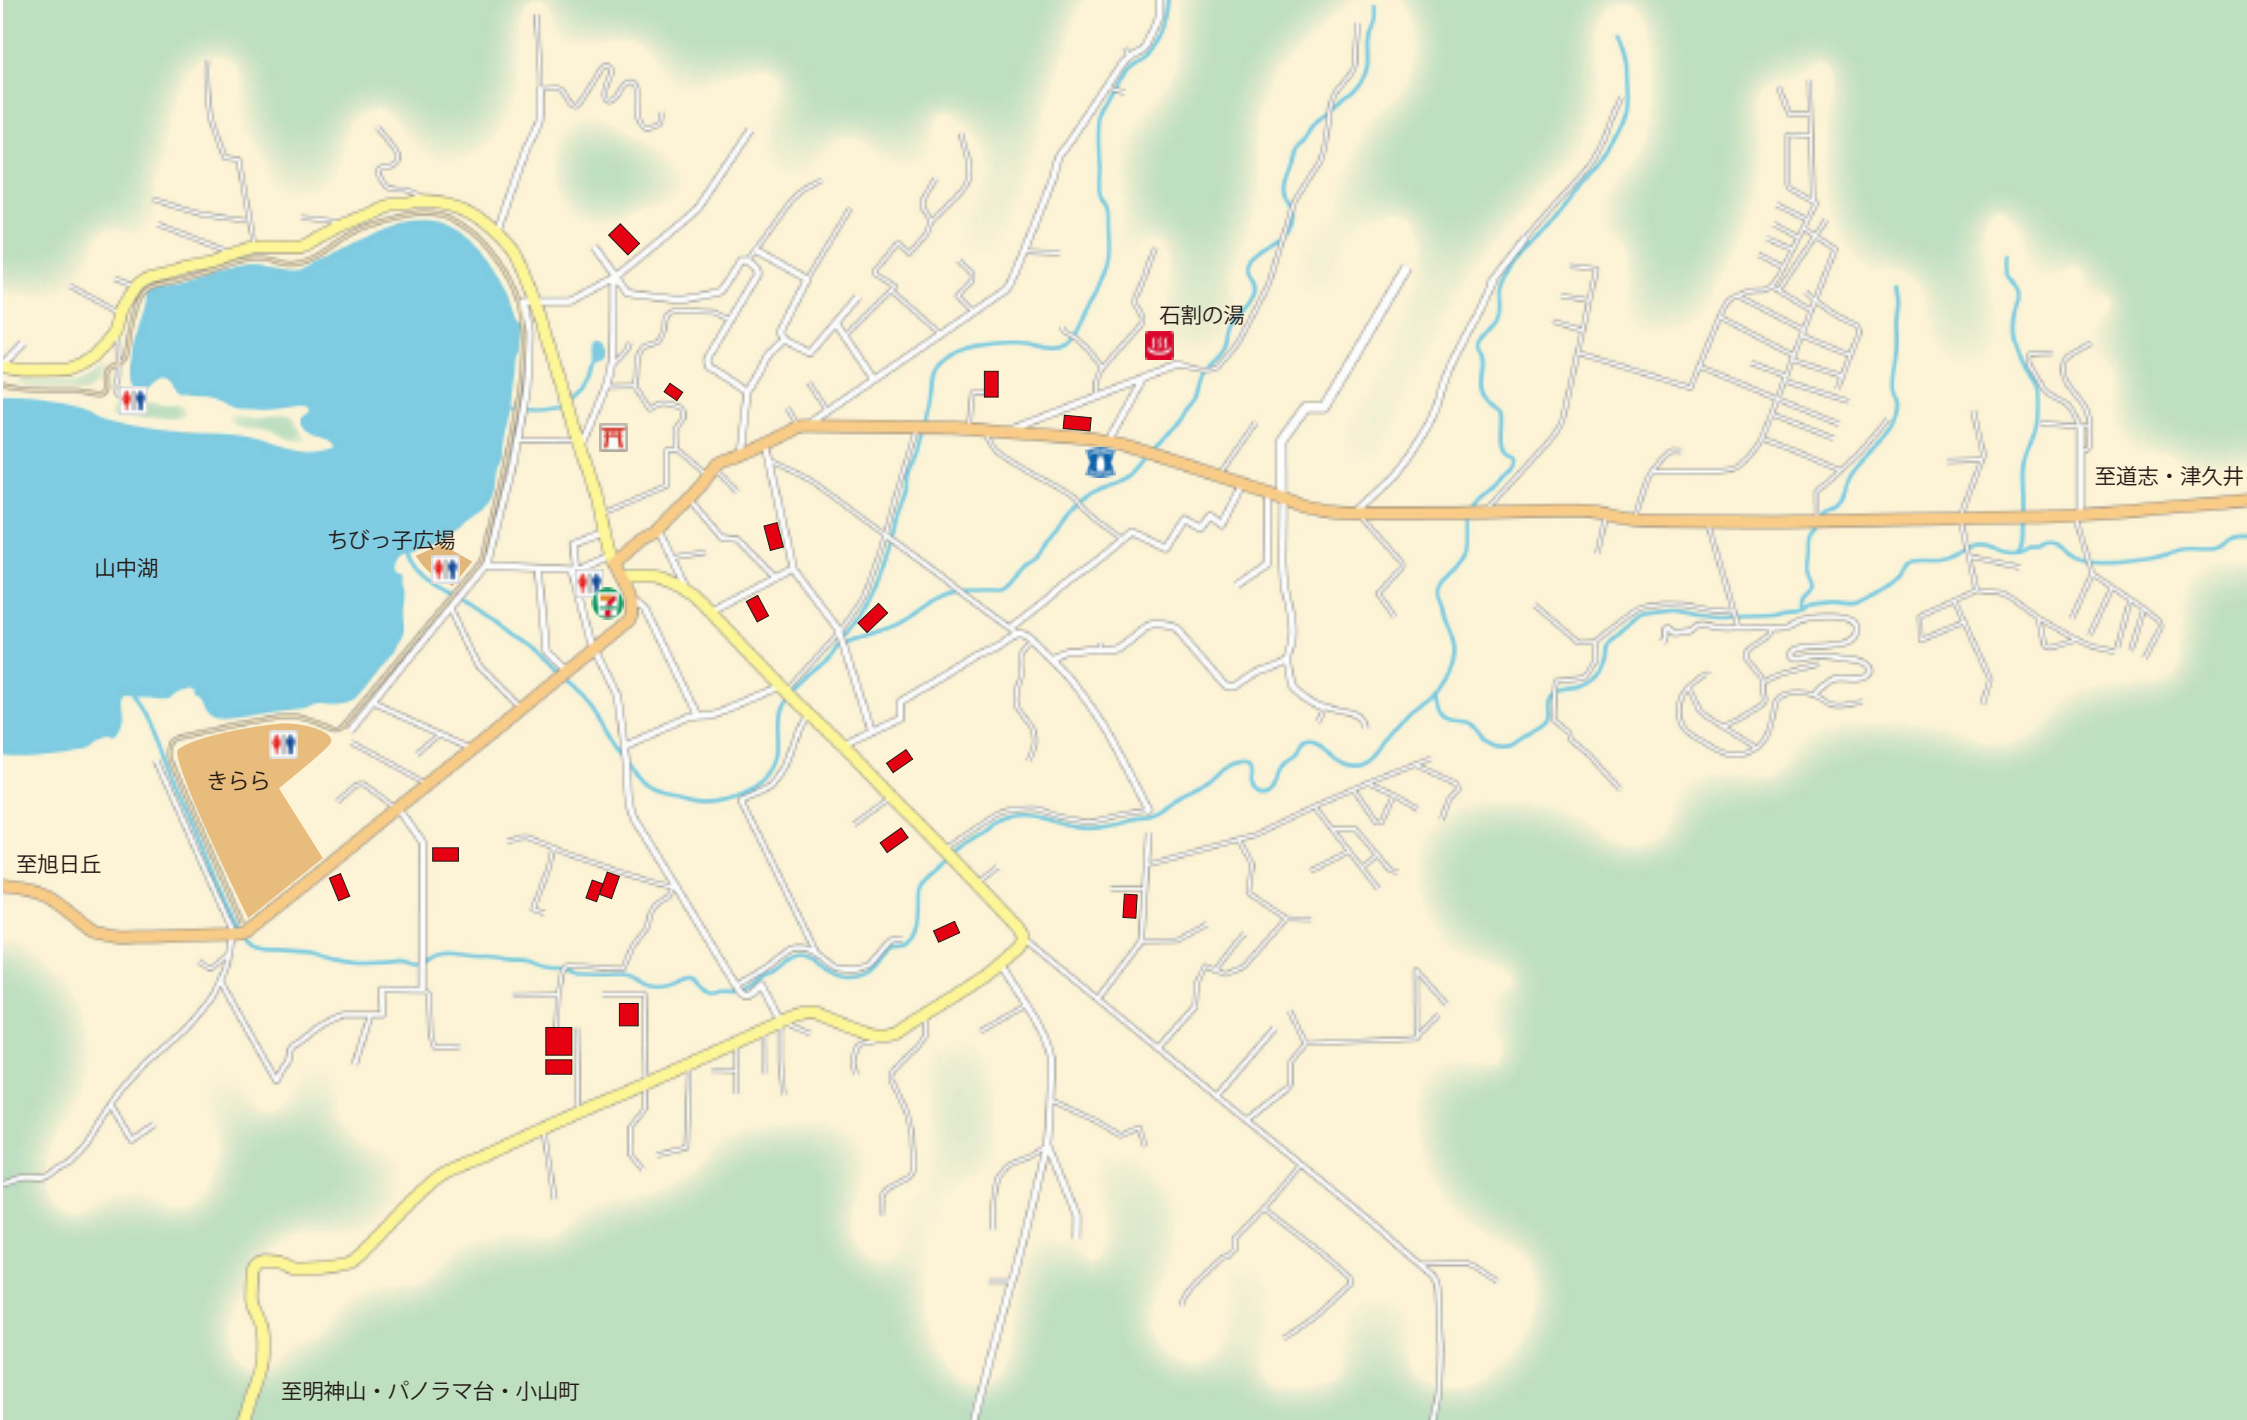 石割の湯
至道志・津久井
ちびっ子広場
山中湖
7
きらら
至旭日丘
至明神山・パノラマ台・小山町